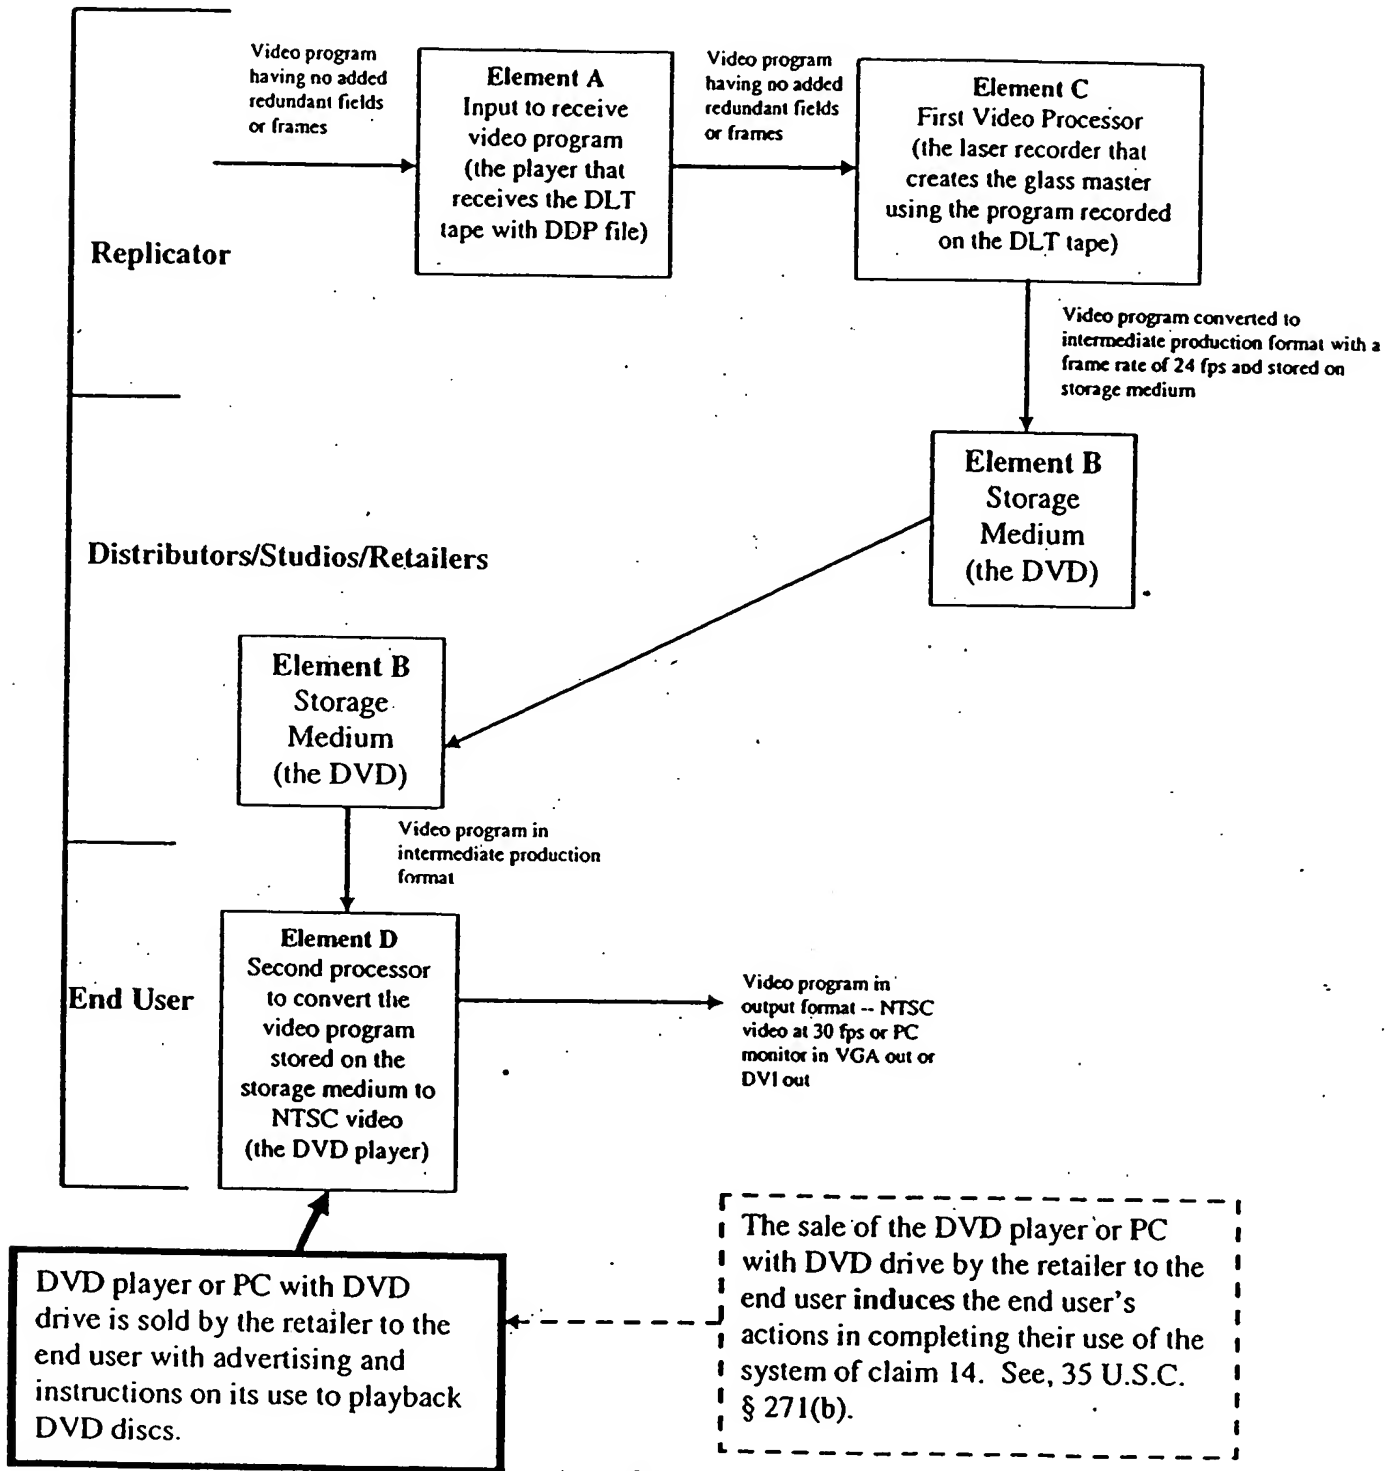 Video program
having no added
redundant fields
or frames
Element A
Input to receive
video program
(the player that
receives the DLT
tape with DDP file)
Video program
having no added
redundant fields
or frames
Element C
First Video Processor
(the laser recorder that
creates the glass master
using the program recorded
on the DLT tape)
Replicator
Video program converted to
intermediate production format with a
frame rate of 24 fps and stored on
storage medium
Element B
Storage
Medium
(the DVD)
Distributors/Studios/Retailers
Element B
Storage
Medium
(the DVD)
Video program in
intermediate production
format
End User
Element D
Second processor
to convert the
video program
stored on the
storage medium to
NTSC video
(the DVD player)
Video program in
output format -- NTSC
video at 30 fps or PC
monitor in VGA out or
DVI out
DVD player or PC with DVD
drive is sold by the retailer to the
end user with advertising and
instructions on its use to playback
DVD discs.
The sale of the DVD player or PC
with DVD drive by the retailer to the
end user induces the end user's
actions in completing their use of the
system of claim 14. See, 35 U.S.C.
§ 271(b).